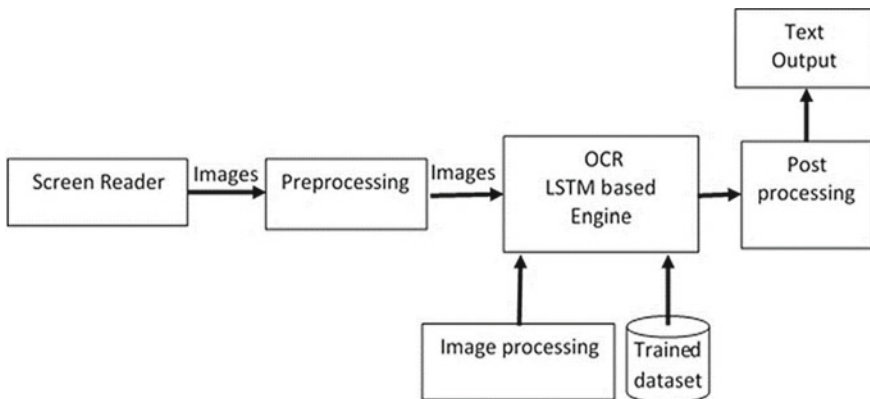 Text
Output
Screen Reader
Images
Preprocessing
Images
OCR
LSTM based
Engine
Post
processing
Image processing
Trained
dataset